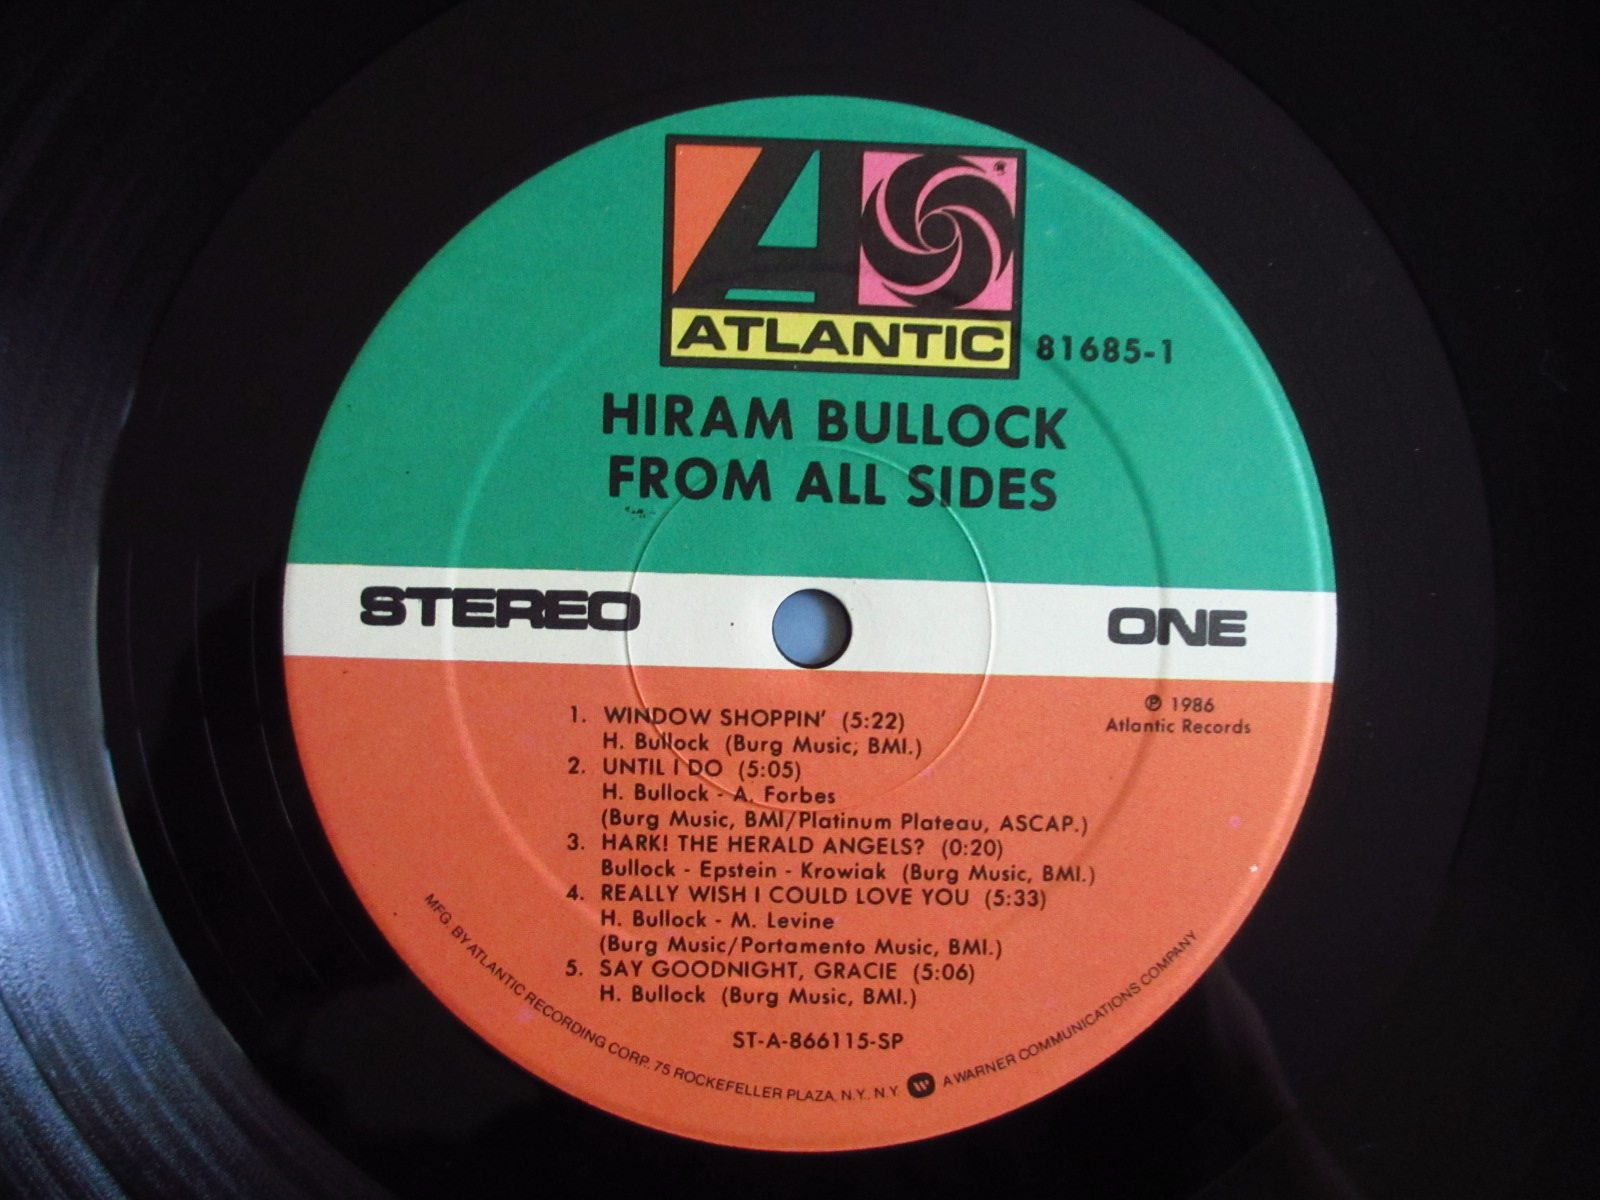 ATLANTIC
81685-1
HIRAM BULLOCK
FROM ALL SIDES
STEREO
ONE
℗ 1986
Atlantic Records
1. WINDOW SHOPPIN' (5:22)
H. Bullock (Burg Music; BMI.)
2. UNTIL I DO (5:05)
H. Bullock - A. Forbes
(Burg Music, BMI/Platinum Plateau, ASCAP.)
3. HARK! THE HERALD ANGELS? (0:20)
Bullock - Epstein - Krowiak (Burg Music, BMI.)
4. REALLY WISH I COULD LOVE YOU (5:33)
H. Bullock - M. Levine
(Burg Music/Portamento Music, BMI.)
5. SAY GOODNIGHT, GRACIE (5:06)
H. Bullock (Burg Music, BMI.)
ST-A-866115-SP
MFG. BY ATLANTIC RECORDING CORP. 75 ROCKEFELLER PLAZA, N.Y., N.Y. A WARNER COMMUNICATIONS COMPANY